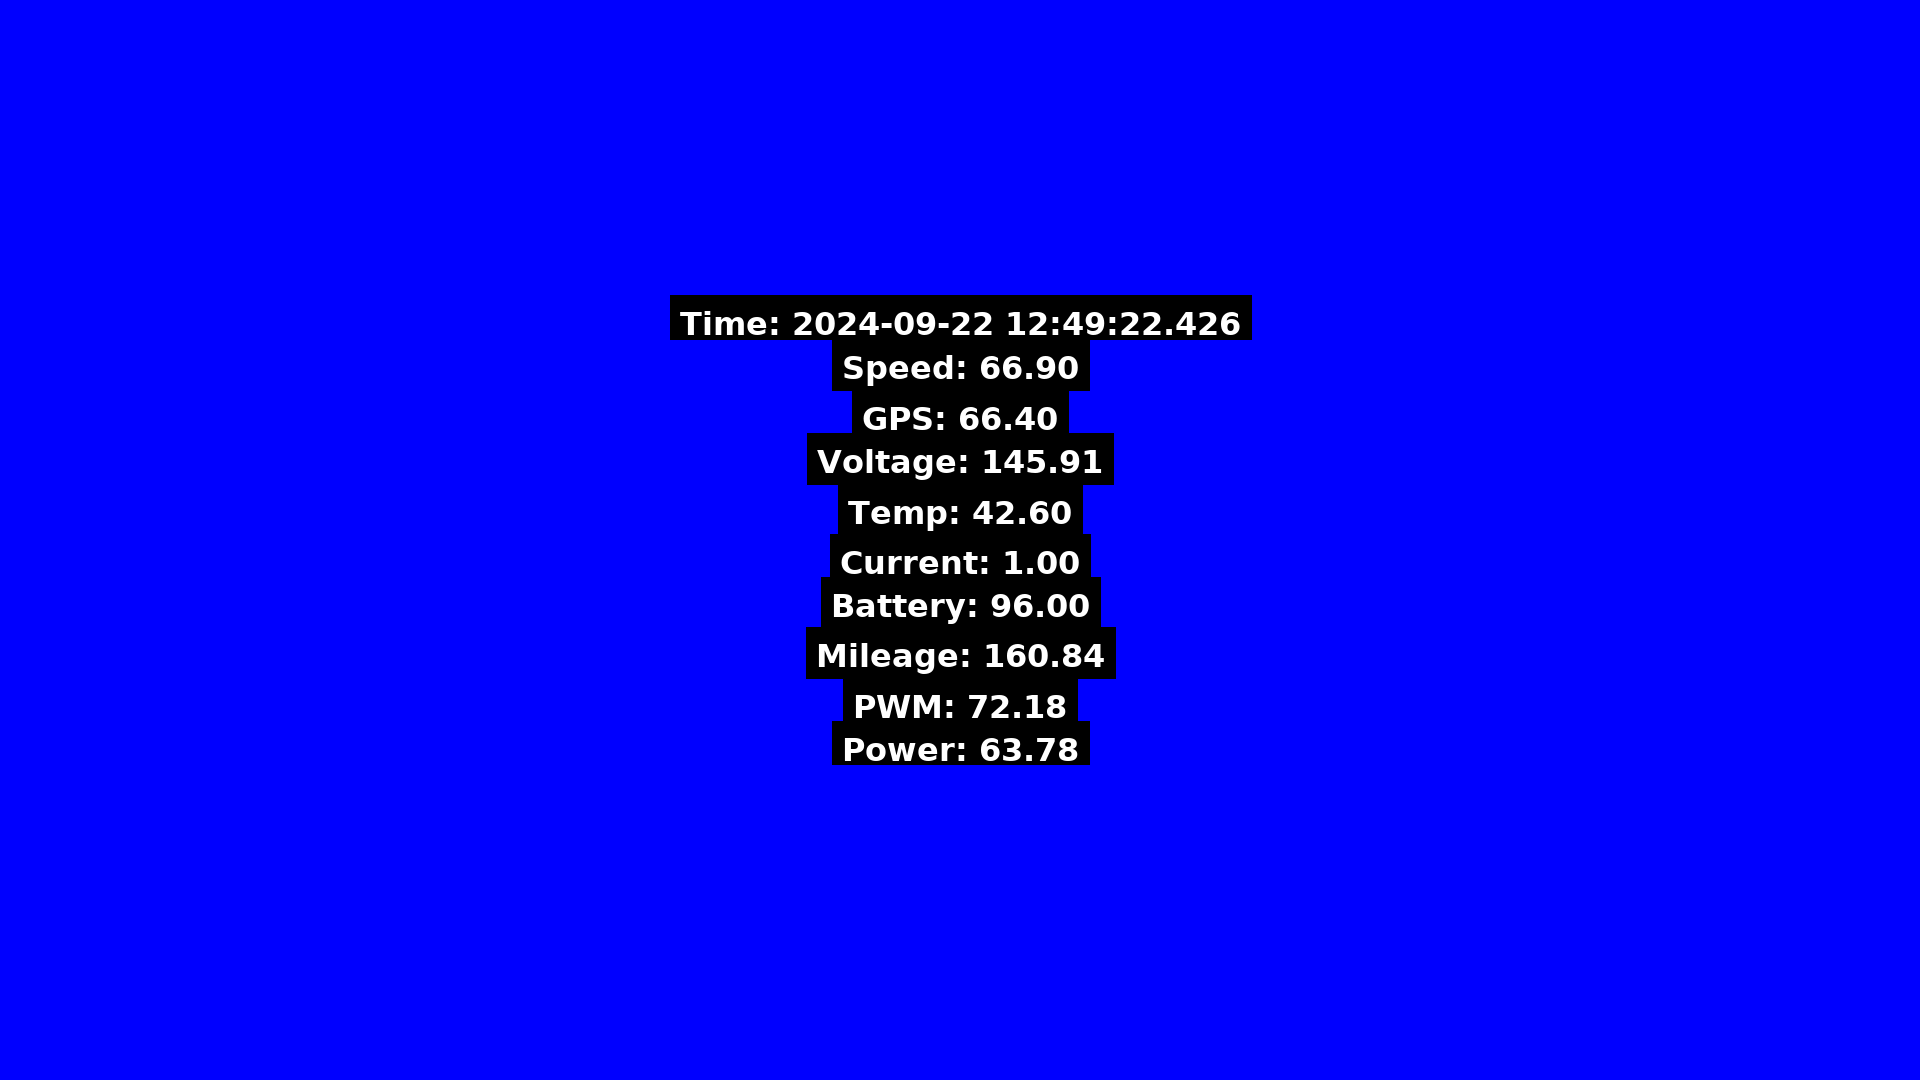 Time: 2024-09-22 12:49:22.426
Speed: 66.90
GPS: 66.40
Voltage: 145.91
Temp: 42.60
Current: 1.00
Battery: 96.00
Mileage: 160.84
PWM: 72.18
Power: 63.78